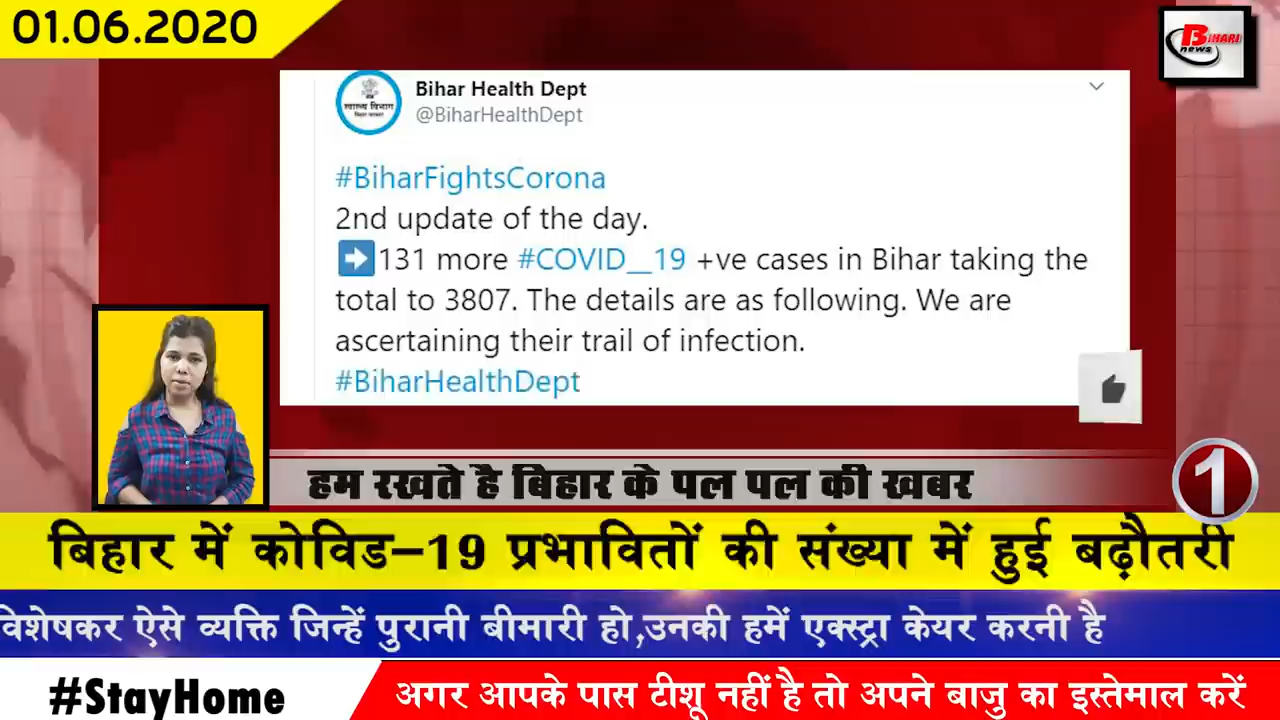 01.06.2020
BIHARI
news
Bihar Health Dept
@BiharHealthDept
स्वास्थ्य विभाग
बिहार सरकार
#BiharFightsCorona
2nd update of the day.
➡131 more #COVID__19 +ve cases in Bihar taking the
total to 3807. The details are as following. We are
ascertaining their trail of infection.
#BiharHealthDept
हम रखते है बिहार के पल पल की खबर
1
बिहार में कोविड–19 प्रभावितों की संख्या में हुई बढ़ौतरी
विशेषकर ऐसे व्यक्ति जिन्हें पुरानी बीमारी हो,उनकी हमें एक्स्ट्रा केयर करनी है
#StayHome
अगर आपके पास टीशू नहीं है तो अपने बाजु का इस्तेमाल करें